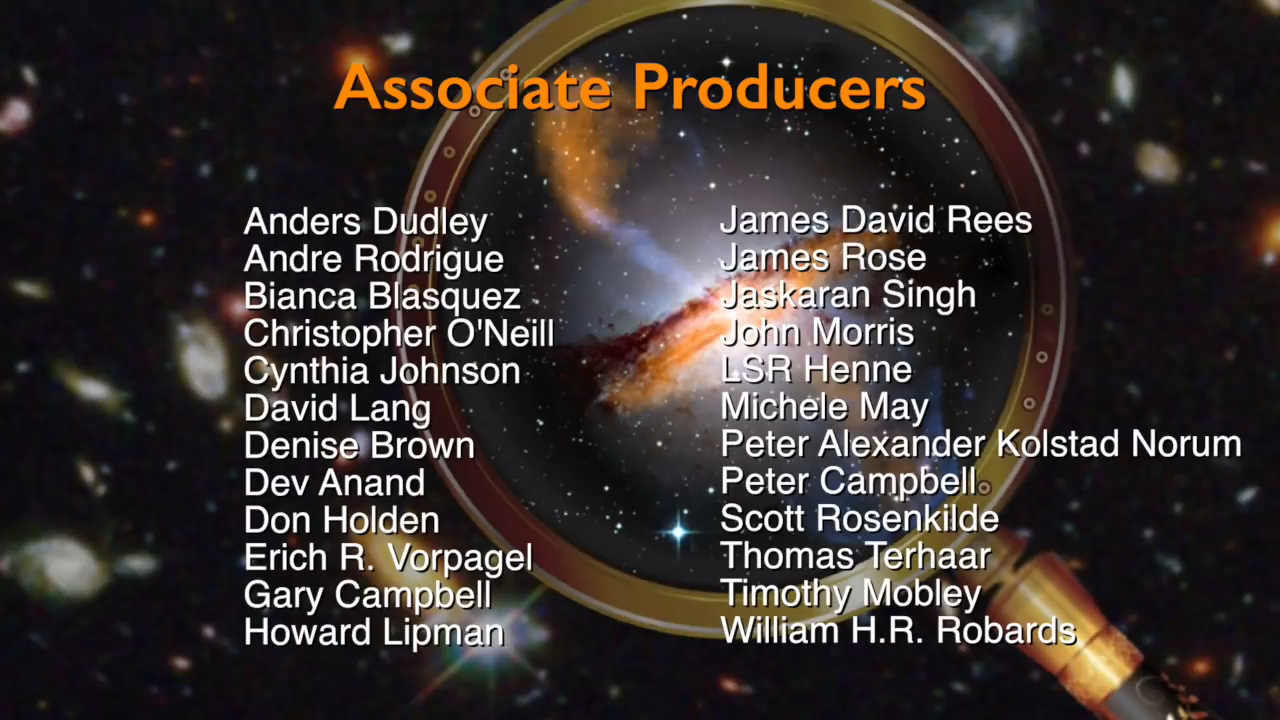 Associate Producers
Anders Dudley
Andre Rodrigue
Bianca Blasquez
Christopher O'Neill
Cynthia Johnson
David Lang
Denise Brown
Dev Anand
Don Holden
Erich R. Vorpagel
Gary Campbell
Howard Lipman
James David Rees
James Rose
Jaskaran Singh
John Morris
LSR Henne
Michele May
Peter Alexander Kolstad Norum
Peter Campbell
Scott Rosenkilde
Thomas Terhaar
Timothy Mobley
William H.R. Robards